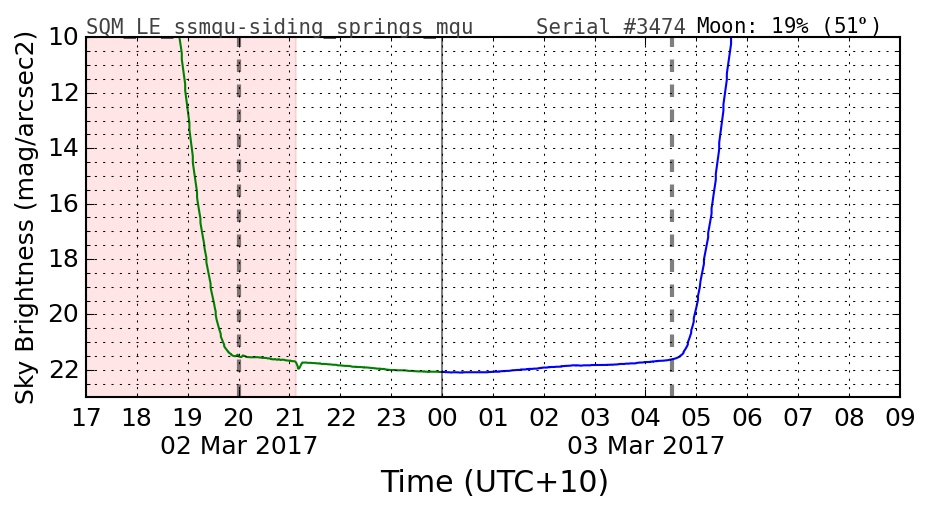 SQM_LE_ssmqu-siding_springs_mqu Serial #3474 Moon: 19% (51°)
Sky Brightness (mag/arcsec2)
10
12
14
16
18
20
22
17 18 19 20 21 22 23 00 01 02 03 04 05 06 07 08 09
02 Mar 2017 03 Mar 2017
Time (UTC+10)